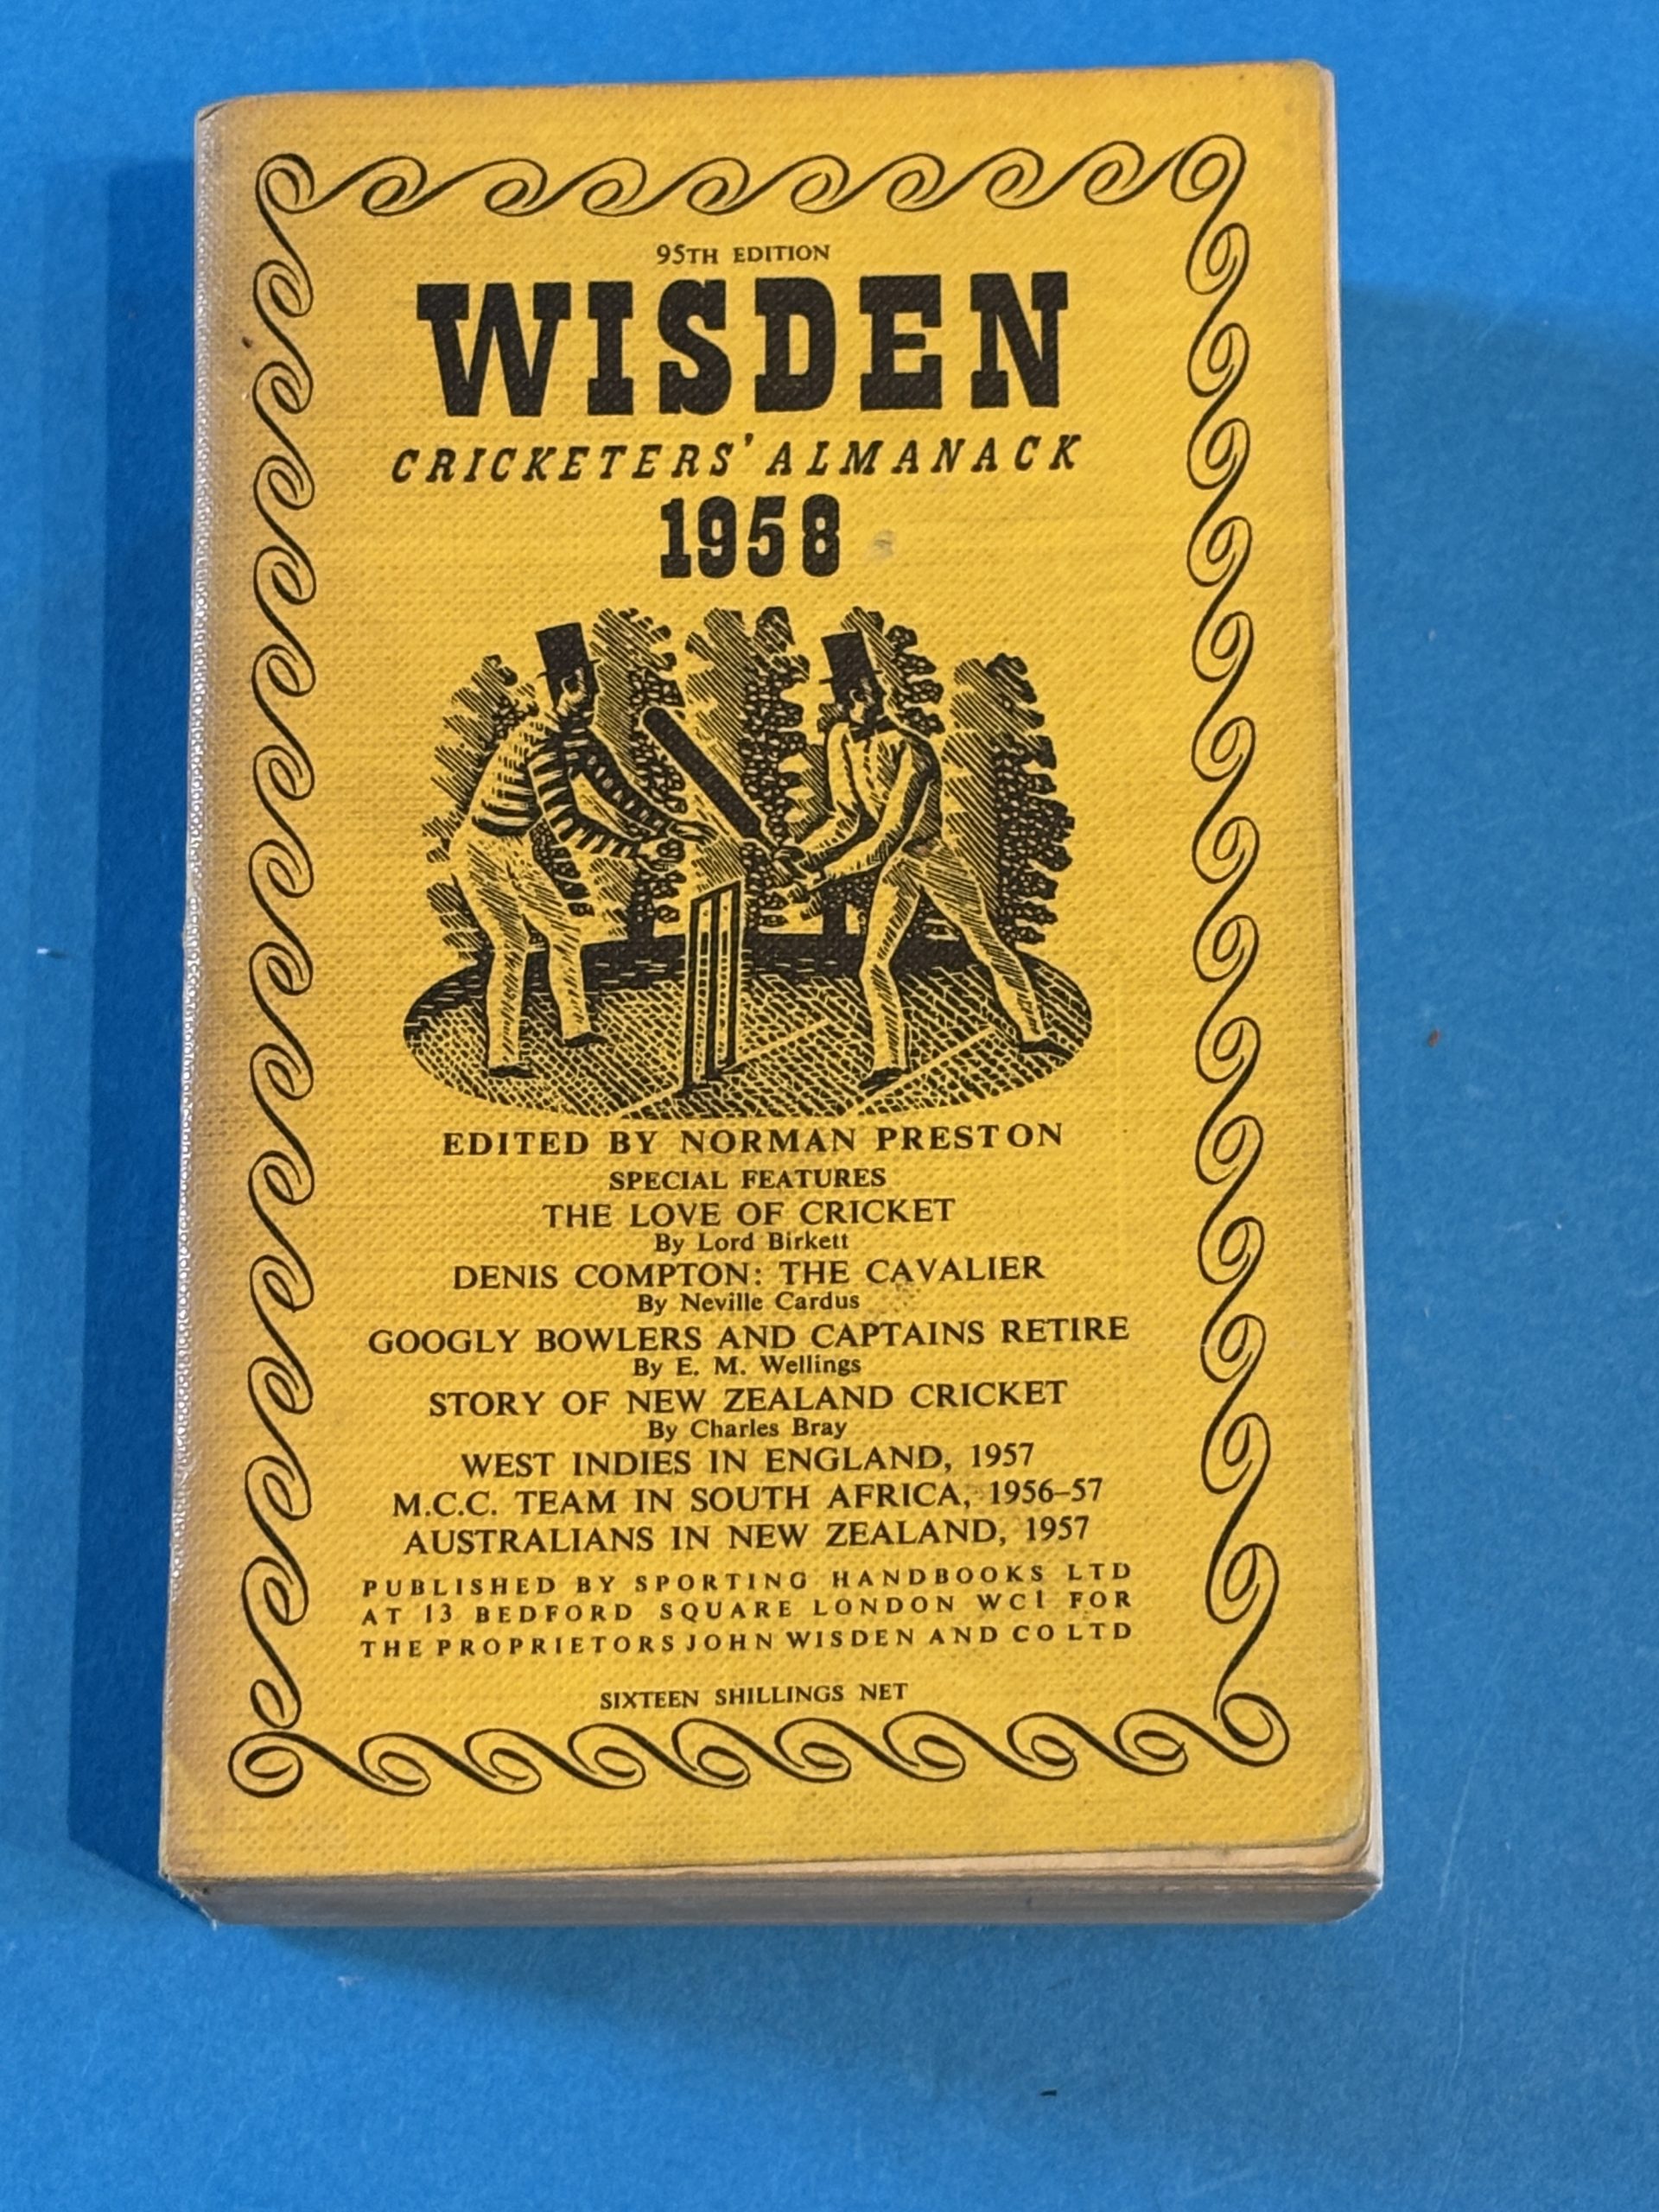 95TH EDITION
WISDEN
CRICKETERS' ALMANACK
1958
EDITED BY NORMAN PRESTON
SPECIAL FEATURES
THE LOVE OF CRICKET
By Lord Birkett
DENIS COMPTON: THE CAVALIER
By Neville Cardus
GOOGLY BOWLERS AND CAPTAINS RETIRE
By E. M. Wellings
STORY OF NEW ZEALAND CRICKET
By Charles Bray
WEST INDIES IN ENGLAND, 1957
M.C.C. TEAM IN SOUTH AFRICA, 1956–57
AUSTRALIANS IN NEW ZEALAND, 1957
PUBLISHED BY SPORTING HANDBOOKS LTD
AT 13 BEDFORD SQUARE LONDON WC1 FOR
THE PROPRIETORS JOHN WISDEN AND CO LTD
SIXTEEN SHILLINGS NET